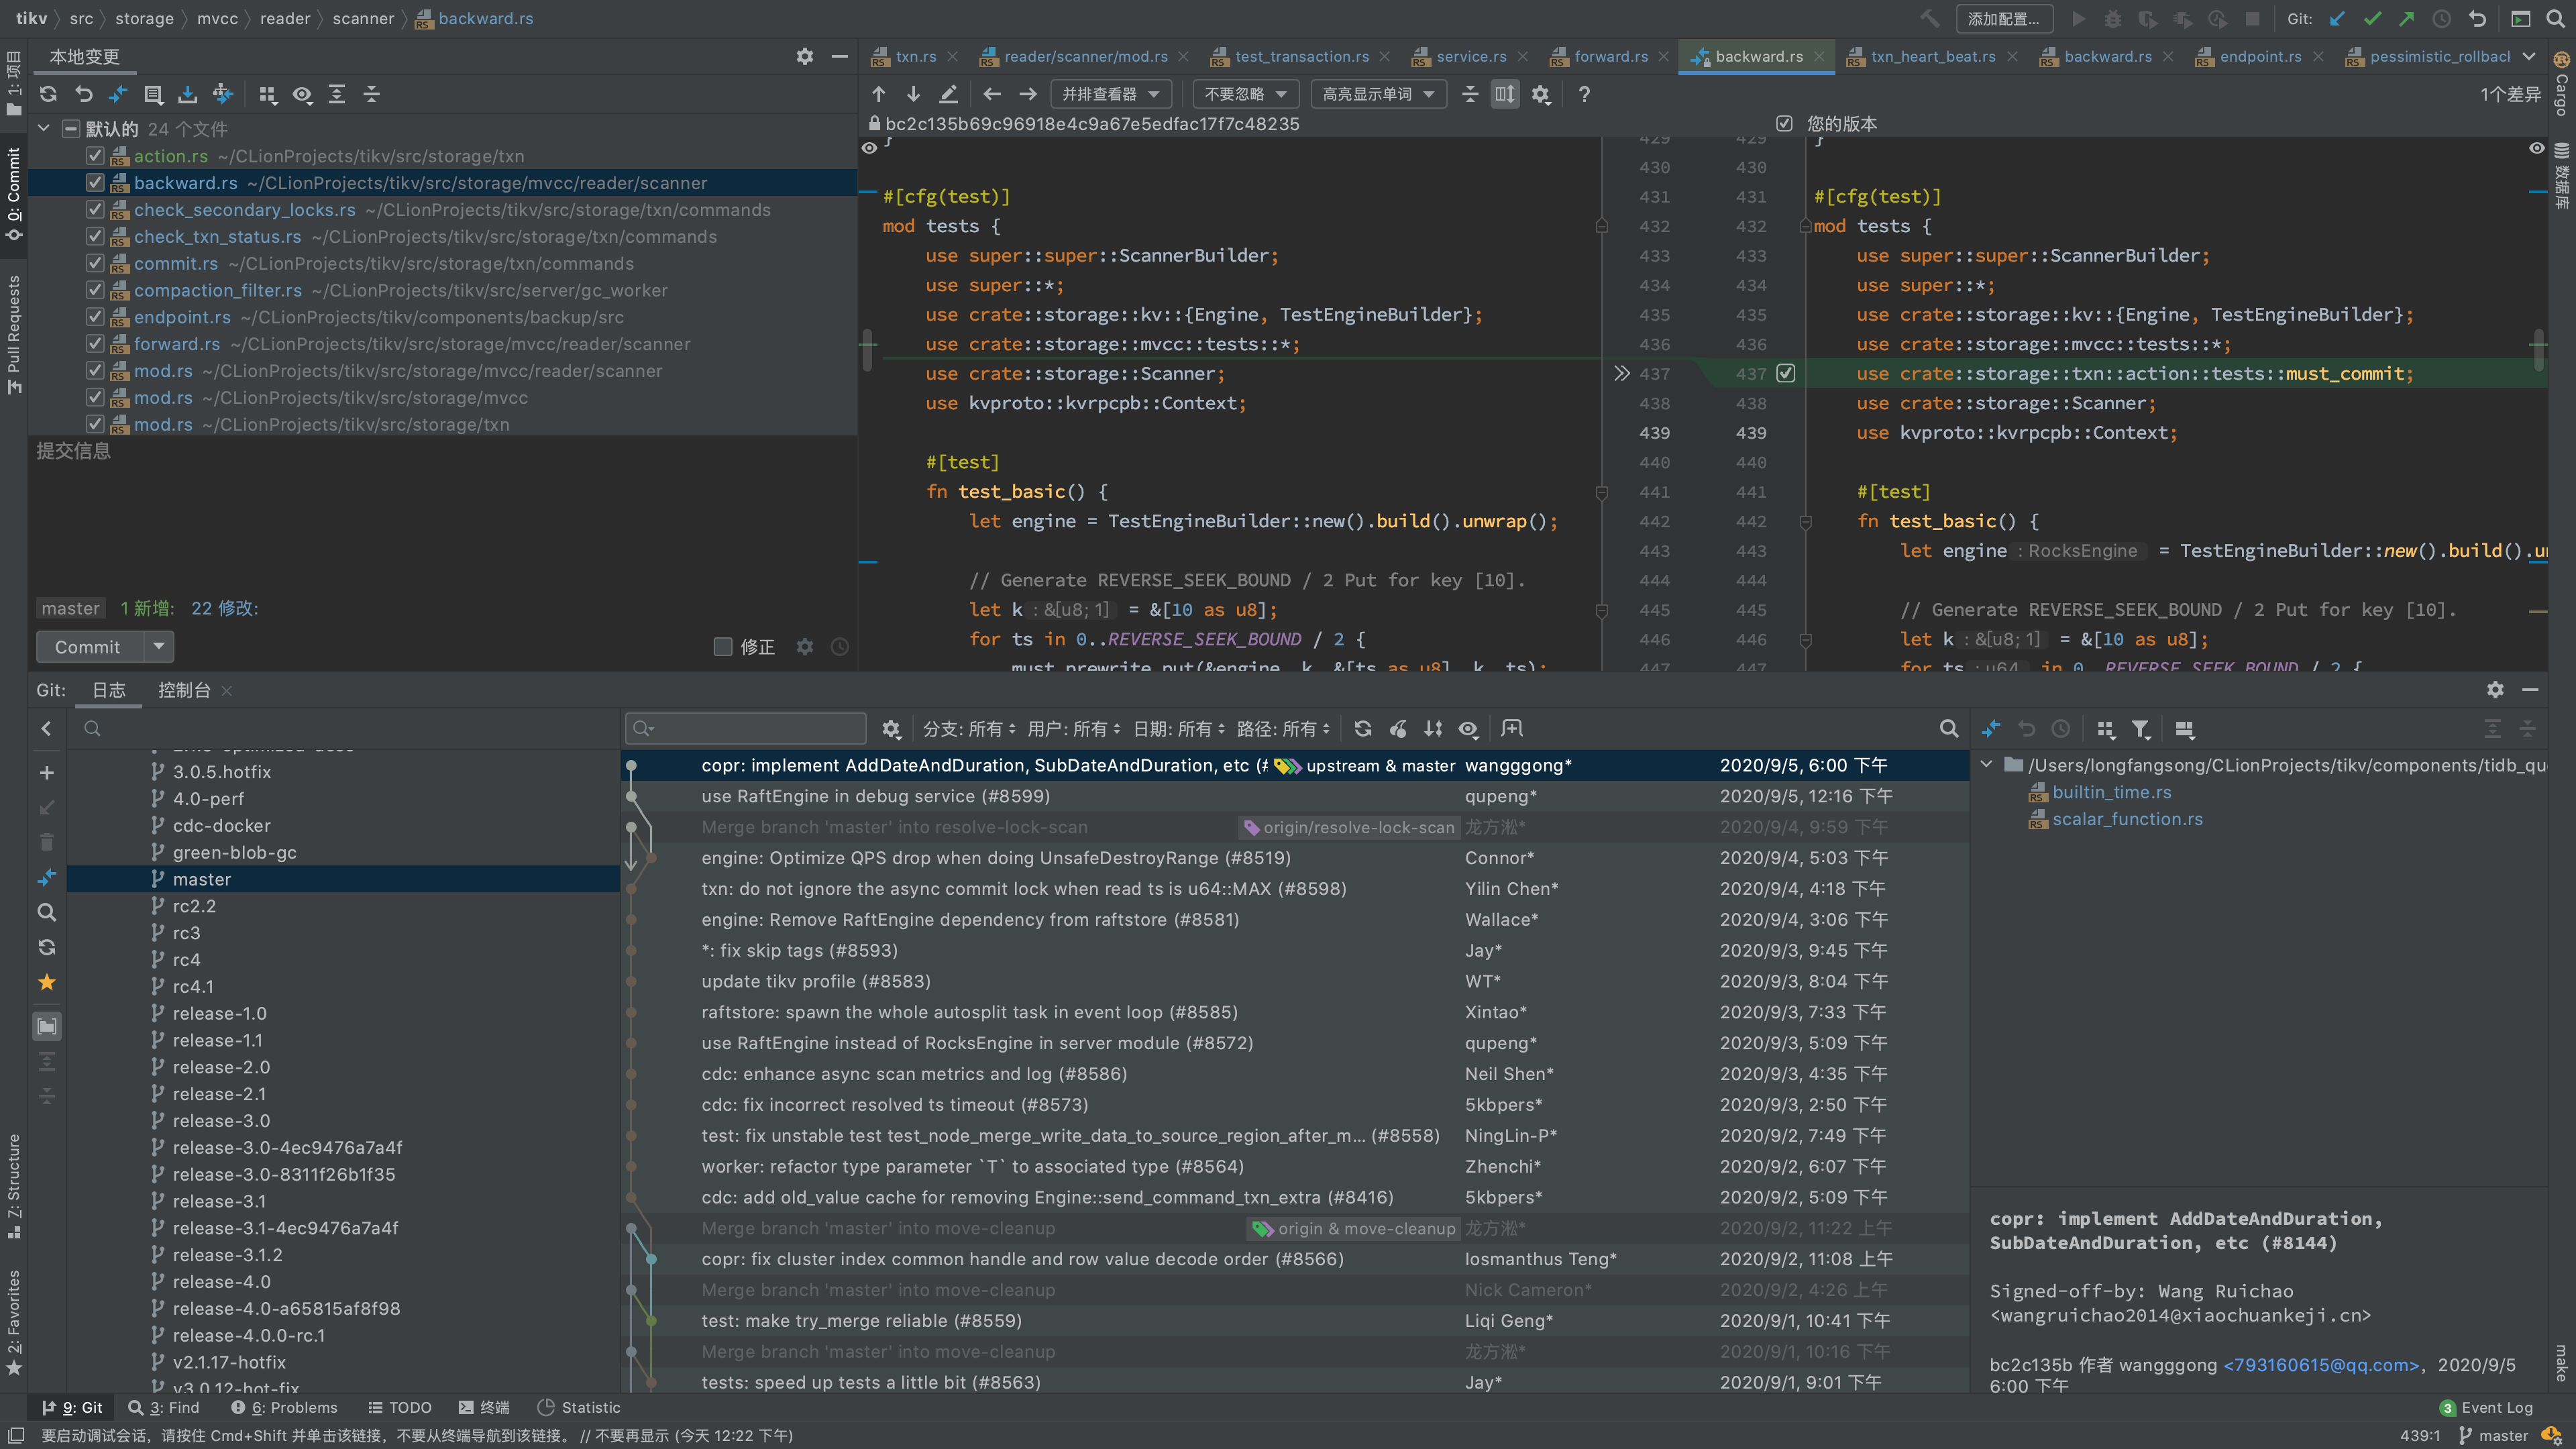 tikv src storage mvcc reader scanner backward.rs
添加配置...
Git:
1: 项目
0: Commit
Pull Requests
7: Structure
2: Favorites
本地变更
默认的 24 个文件
action.rs ~/CLionProjects/tikv/src/storage/txn
backward.rs ~/CLionProjects/tikv/src/storage/mvcc/reader/scanner
check_secondary_locks.rs ~/CLionProjects/tikv/src/storage/txn/commands
check_txn_status.rs ~/CLionProjects/tikv/src/storage/txn/commands
commit.rs ~/CLionProjects/tikv/src/storage/txn/commands
compaction_filter.rs ~/CLionProjects/tikv/src/server/gc_worker
endpoint.rs ~/CLionProjects/tikv/components/backup/src
forward.rs ~/CLionProjects/tikv/src/storage/mvcc/reader/scanner
mod.rs ~/CLionProjects/tikv/src/storage/mvcc/reader/scanner
mod.rs ~/CLionProjects/tikv/src/storage/mvcc
mod.rs ~/CLionProjects/tikv/src/storage/txn
提交信息
master 1 新增: 22 修改:
Commit
修正
txn.rs reader/scanner/mod.rs test_transaction.rs service.rs forward.rs backward.rs txn_heart_beat.rs backward.rs endpoint.rs pessimistic_rollbacl
并排查看器 不要忽略 高亮显示单词 ? 1个差异
bc2c135b69c96918e4c9a67e5edfac17f7c48235
您的版本
} 429
430
#[cfg(test)] 431
mod tests { 432
use super::super::ScannerBuilder; 433
use super::*; 434
use crate::storage::kv::{Engine, TestEngineBuilder}; 435
use crate::storage::mvcc::tests::*; 436
use crate::storage::Scanner; 437
use kvproto::kvrpcpb::Context; 438
439
#[test] 440
fn test_basic() { 441
let engine = TestEngineBuilder::new().build().unwrap(); 442
443
// Generate REVERSE_SEEK_BOUND / 2 Put for key [10]. 444
let k : &[u8; 1] = &[10 as u8]; 445
for ts in 0..REVERSE_SEEK_BOUND / 2 { 446
must_prewrite_put(&engine, k, &[ts as u8], k, ts); 447
429 }
430
431 #[cfg(test)]
432 mod tests {
433 use super::super::ScannerBuilder;
434 use super::*;
435 use crate::storage::kv::{Engine, TestEngineBuilder};
436 use crate::storage::mvcc::tests::*;
437 use crate::storage::txn::action::tests::must_commit;
438 use crate::storage::Scanner;
439 use kvproto::kvrpcpb::Context;
440
441 #[test]
442 fn test_basic() {
443 let engine : RocksEngine = TestEngineBuilder::new().build().u
444
445 // Generate REVERSE_SEEK_BOUND / 2 Put for key [10].
446 let k : &[u8; 1] = &[10 as u8];
447 for ts : u64 in 0..REVERSE_SEEK_BOUND / 2 {
Cargo
数据库
make
Git: 日志 控制台
3.0.5.hotfix
4.0-perf
cdc-docker
green-blob-gc
master
rc2.2
rc3
rc4
rc4.1
release-1.0
release-1.1
release-2.0
release-2.1
release-3.0
release-3.0-4ec9476a7a4f
release-3.0-8311f26b1f35
release-3.1
release-3.1-4ec9476a7a4f
release-3.1.2
release-4.0
release-4.0-a65815af8f98
release-4.0.0-rc.1
v2.1.17-hotfix
v3.0.12-hot-fix
分支: 所有 用户: 所有 日期: 所有 路径: 所有
copr: implement AddDateAndDuration, SubDateAndDuration, etc (# upstream & master wangggong* 2020/9/5, 6:00 下午
use RaftEngine in debug service (#8599) qupeng* 2020/9/5, 12:16 下午
Merge branch 'master' into resolve-lock-scan origin/resolve-lock-scan 龙方淞* 2020/9/4, 9:59 下午
engine: Optimize QPS drop when doing UnsafeDestroyRange (#8519) Connor* 2020/9/4, 5:03 下午
txn: do not ignore the async commit lock when read ts is u64::MAX (#8598) Yilin Chen* 2020/9/4, 4:18 下午
engine: Remove RaftEngine dependency from raftstore (#8581) Wallace* 2020/9/4, 3:06 下午
*: fix skip tags (#8593) Jay* 2020/9/3, 9:45 下午
update tikv profile (#8583) WT* 2020/9/3, 8:04 下午
raftstore: spawn the whole autosplit task in event loop (#8585) Xintao* 2020/9/3, 7:33 下午
use RaftEngine instead of RocksEngine in server module (#8572) qupeng* 2020/9/3, 5:09 下午
cdc: enhance async scan metrics and log (#8586) Neil Shen* 2020/9/3, 4:35 下午
cdc: fix incorrect resolved ts timeout (#8573) 5kbpers* 2020/9/3, 2:50 下午
test: fix unstable test test_node_merge_write_data_to_source_region_after_m... (#8558) NingLin-P* 2020/9/2, 7:49 下午
worker: refactor type parameter `T` to associated type (#8564) Zhenchi* 2020/9/2, 6:07 下午
cdc: add old_value cache for removing Engine::send_command_txn_extra (#8416) 5kbpers* 2020/9/2, 5:09 下午
Merge branch 'master' into move-cleanup origin & move-cleanup 龙方淞* 2020/9/2, 11:22 上午
copr: fix cluster index common handle and row value decode order (#8566) Iosmanthus Teng* 2020/9/2, 11:08 上午
Merge branch 'master' into move-cleanup Nick Cameron* 2020/9/2, 4:26 上午
test: make try_merge reliable (#8559) Liqi Geng* 2020/9/1, 10:41 下午
Merge branch 'master' into move-cleanup 龙方淞* 2020/9/1, 10:16 下午
tests: speed up tests a little bit (#8563) Jay* 2020/9/1, 9:01 下午
/Users/longfangsong/CLionProjects/tikv/components/tidb_qu
builtin_time.rs
scalar_function.rs
copr: implement AddDateAndDuration,
SubDateAndDuration, etc (#8144)
Signed-off-by: Wang Ruichao
<wangruichao2014@xiaochuankeji.cn>
bc2c135b 作者 wangggong <793160615@qq.com>, 2020/9/5
6:00 下午
9: Git 3: Find 6: Problems TODO 终端 Statistic 3 Event Log
要启动调试会话，请按住 Cmd+Shift 并单击该链接，不要从终端导航到该链接。 // 不要再显示 (今天 12:22 下午) 439:1 master